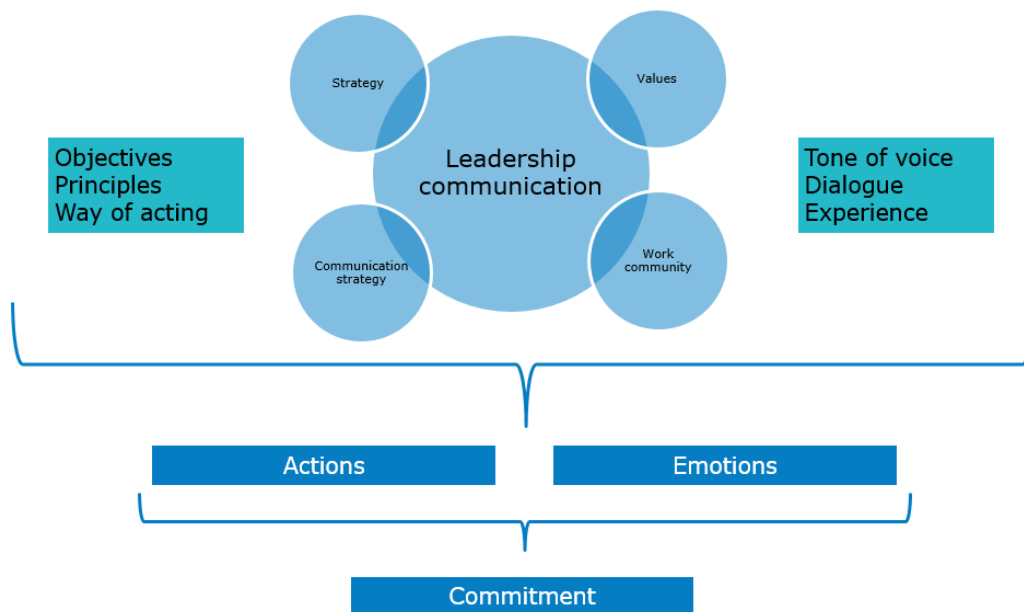 Strategy
Values
Objectives
Principles
Way of acting
Leadership
communication
Tone of voice
Dialogue
Experience
Communication
strategy
Work
community
Actions
Emotions
Commitment